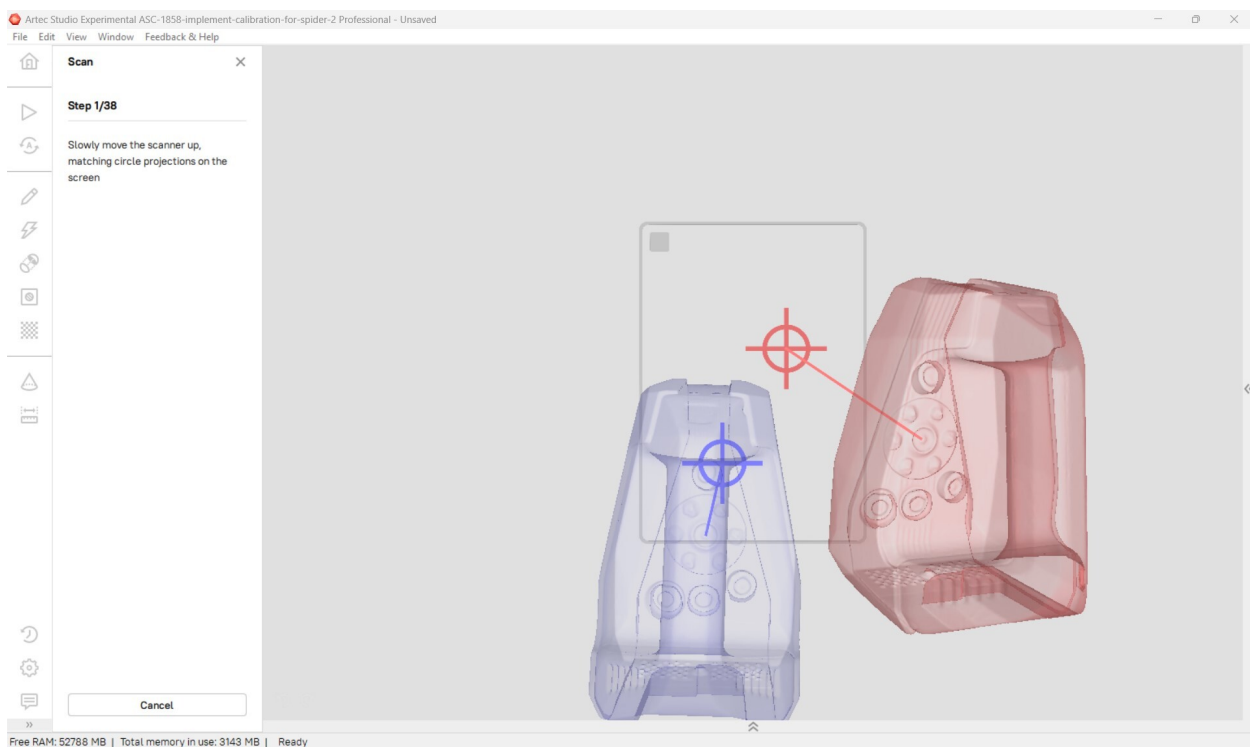 Artec Studio Experimental ASC-1858-implement-calibration-for-spider-2 Professional - Unsaved
File Edit View Window Feedback & Help
Scan
Step 1/38
Slowly move the scanner up,
matching circle projections on the
screen
Cancel
Free RAM: 52788 MB | Total memory in use: 3143 MB | Ready